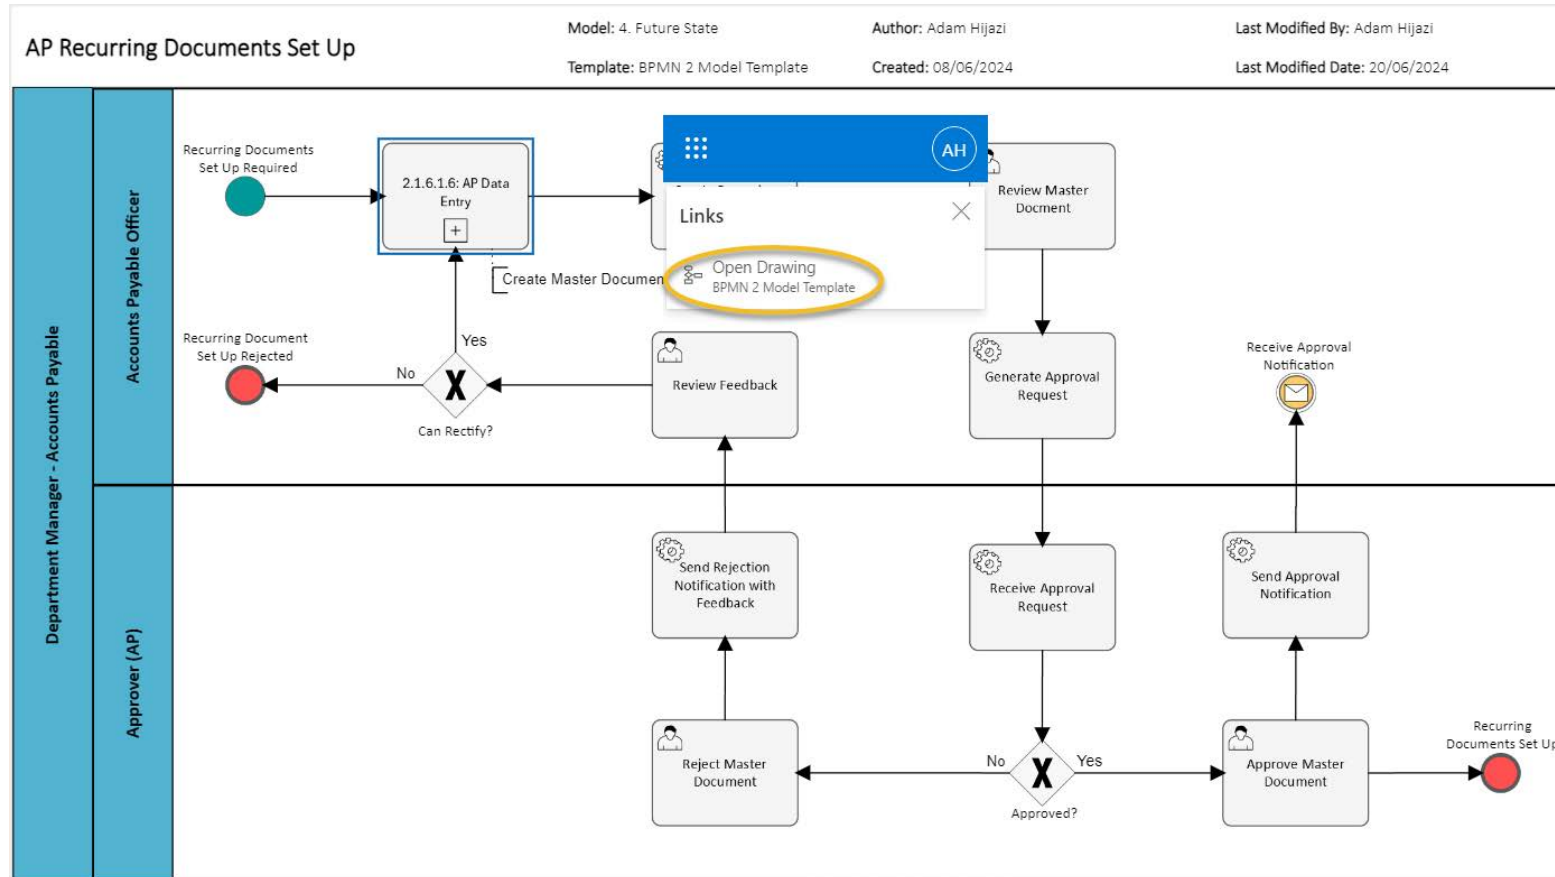 AP Recurring Documents Set Up
Model: 4. Future State
Author: Adam Hijazi
Last Modified By: Adam Hijazi
Template: BPMN 2 Model Template
Created: 08/06/2024
Last Modified Date: 20/06/2024
Department Manager - Accounts Payable
Accounts Payable Officer
Recurring Documents
Set Up Required
2.1.6.1.6: AP Data
Entry
AH
Links
Open Drawing
BPMN 2 Model Template
Review Master
Docment
Create Master Documen
Recurring Document
Set Up Rejected
No
Yes
X
Can Rectify?
Review Feedback
Generate Approval
Request
Receive Approval
Notification
Approver (AP)
Send Rejection
Notification with
Feedback
Receive Approval
Request
Send Approval
Notification
Reject Master
Document
No
X
Yes
Approved?
Approve Master
Document
Recurring
Documents Set Up